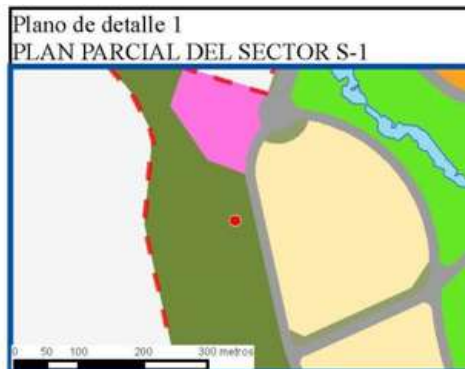 Plano de detalle 1
PLAN PARCIAL DEL SECTOR S-1
0 50 100 200 300 metros